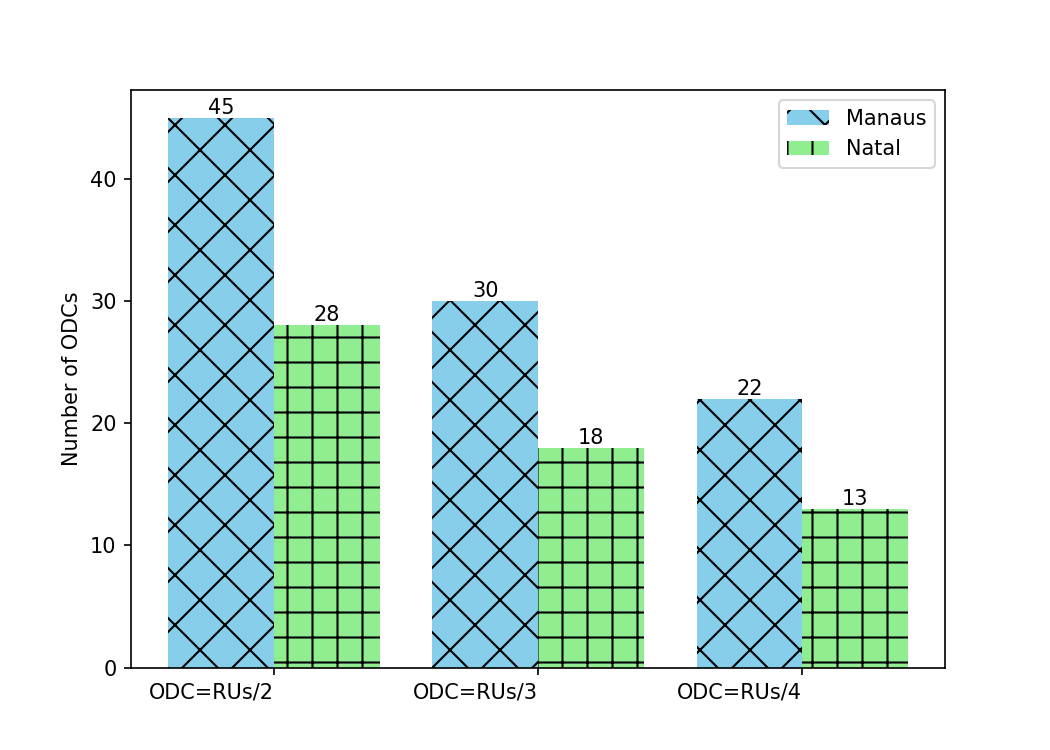 45
Manaus
Natal
40
28
30
30
22
Number of ODCs
20
18
13
10
0
ODC=RUs/2
ODC=RUs/3
ODC=RUs/4